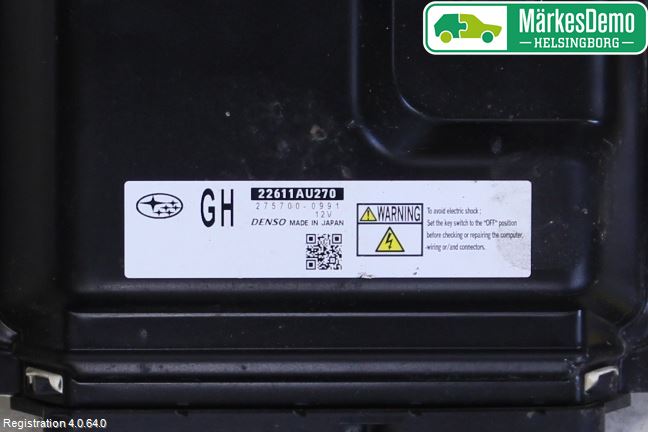 MärkesDemo
HELSINGBORG
GH
22611AU270
275700-0991
12V
DENSO MADE IN JAPAN
WARNING
To avoid electric shock :
Set the key switch to the "OFF" position
before checking or repairing the computer,
wiring or/and connectors.
Registration 4.0.64.0